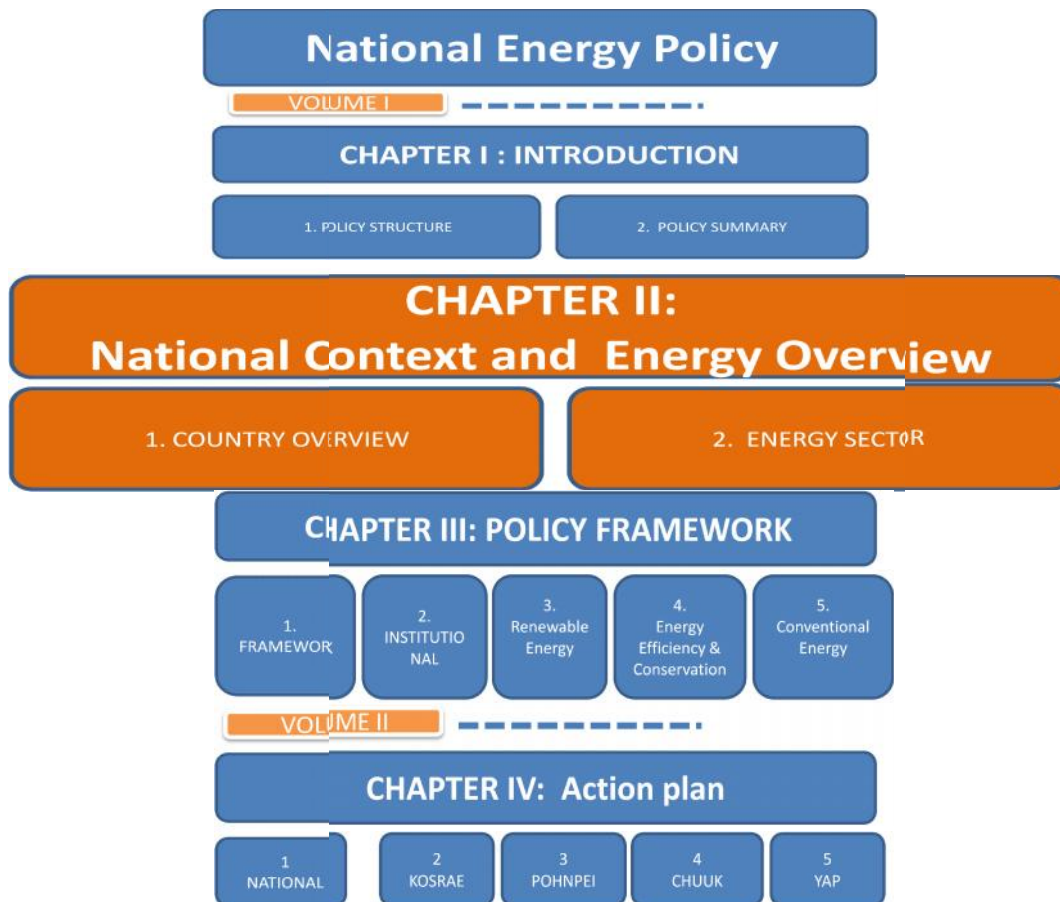 National Energy Policy
VOLUME I
CHAPTER I : INTRODUCTION
1. POLICY STRUCTURE
2. POLICY SUMMARY
CHAPTER II:
National Context and Energy Overview
1. COUNTRY OVERVIEW
2. ENERGY SECTOR
CHAPTER III: POLICY FRAMEWORK
1.
FRAMEWOR
2.
INSTITUTIO
NAL
3.
Renewable
Energy
4.
Energy
Efficiency &
Conservation
5.
Conventional
Energy
VOLUME II
CHAPTER IV: Action plan
1
NATIONAL
2
KOSRAE
3
POHNPEI
4
CHUUK
5
YAP